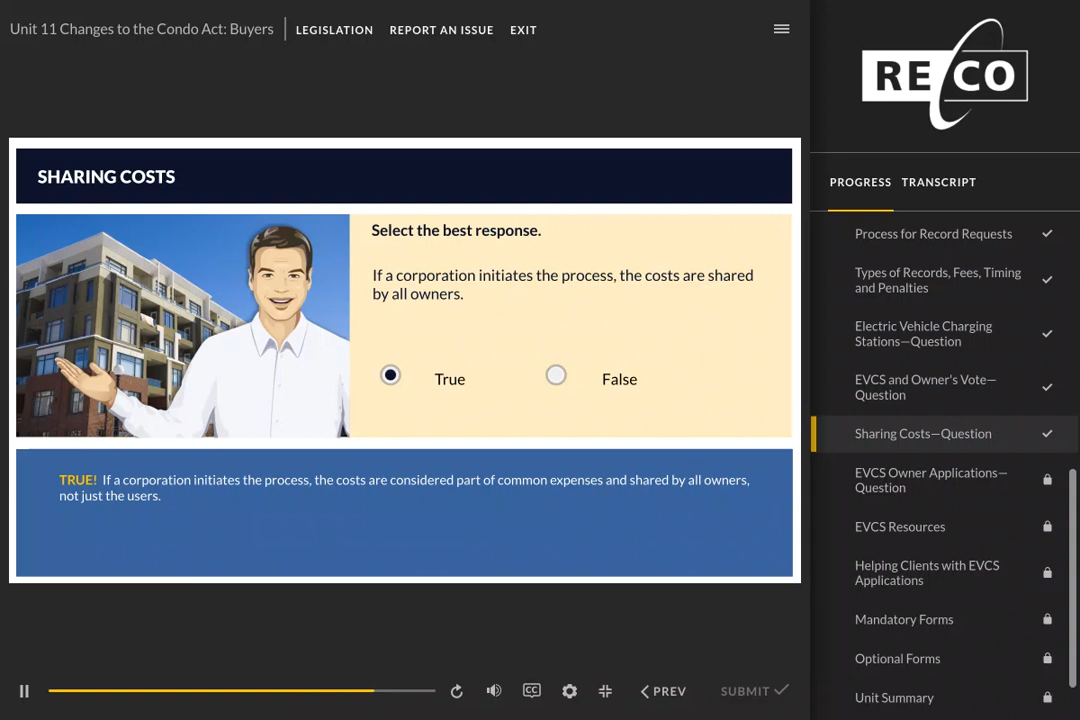 Unit 11 Changes to the Condo Act: Buyers
LEGISLATION
REPORT AN ISSUE
EXIT
SHARING COSTS
Select the best response.
If a corporation initiates the process, the costs are shared
by all owners.
True
False
TRUE! If a corporation initiates the process, the costs are considered part of common expenses and shared by all owners,
not just the users.
CC
PREV
SUBMIT
RECO
PROGRESS
TRANSCRIPT
Process for Record Requests
Types of Records, Fees, Timing
and Penalties
Electric Vehicle Charging
Stations—Question
EVCS and Owner's Vote—
Question
Sharing Costs—Question
EVCS Owner Applications—
Question
EVCS Resources
Helping Clients with EVCS
Applications
Mandatory Forms
Optional Forms
Unit Summary